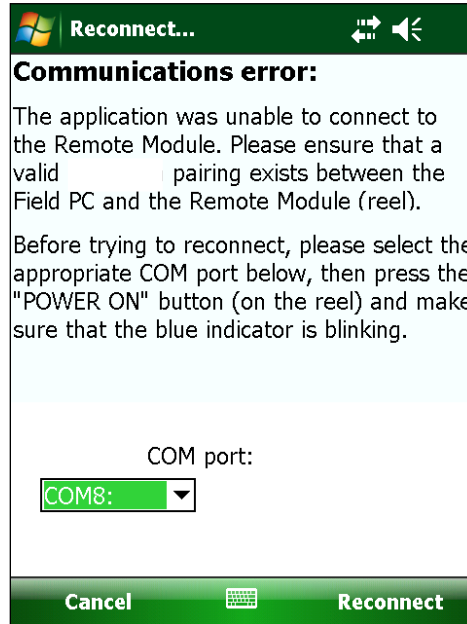 Reconnect...
Communications error:
The application was unable to connect to
the Remote Module. Please ensure that a
valid pairing exists between the
Field PC and the Remote Module (reel).
Before trying to reconnect, please select the
appropriate COM port below, then press the
"POWER ON" button (on the reel) and make
sure that the blue indicator is blinking.
COM port:
COM8:
Cancel Reconnect